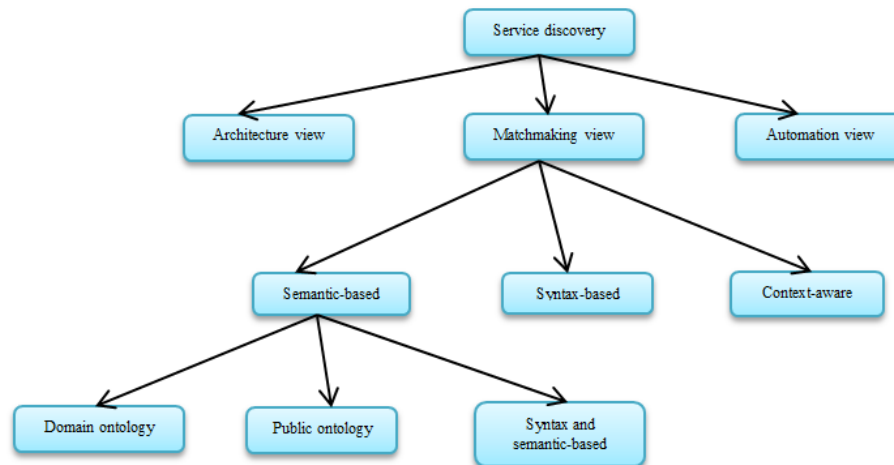 Service discovery
Architecture view
Matchmaking view
Automation view
Semantic-based
Syntax-based
Context-aware
Domain ontology
Public ontology
Syntax and
semantic-based